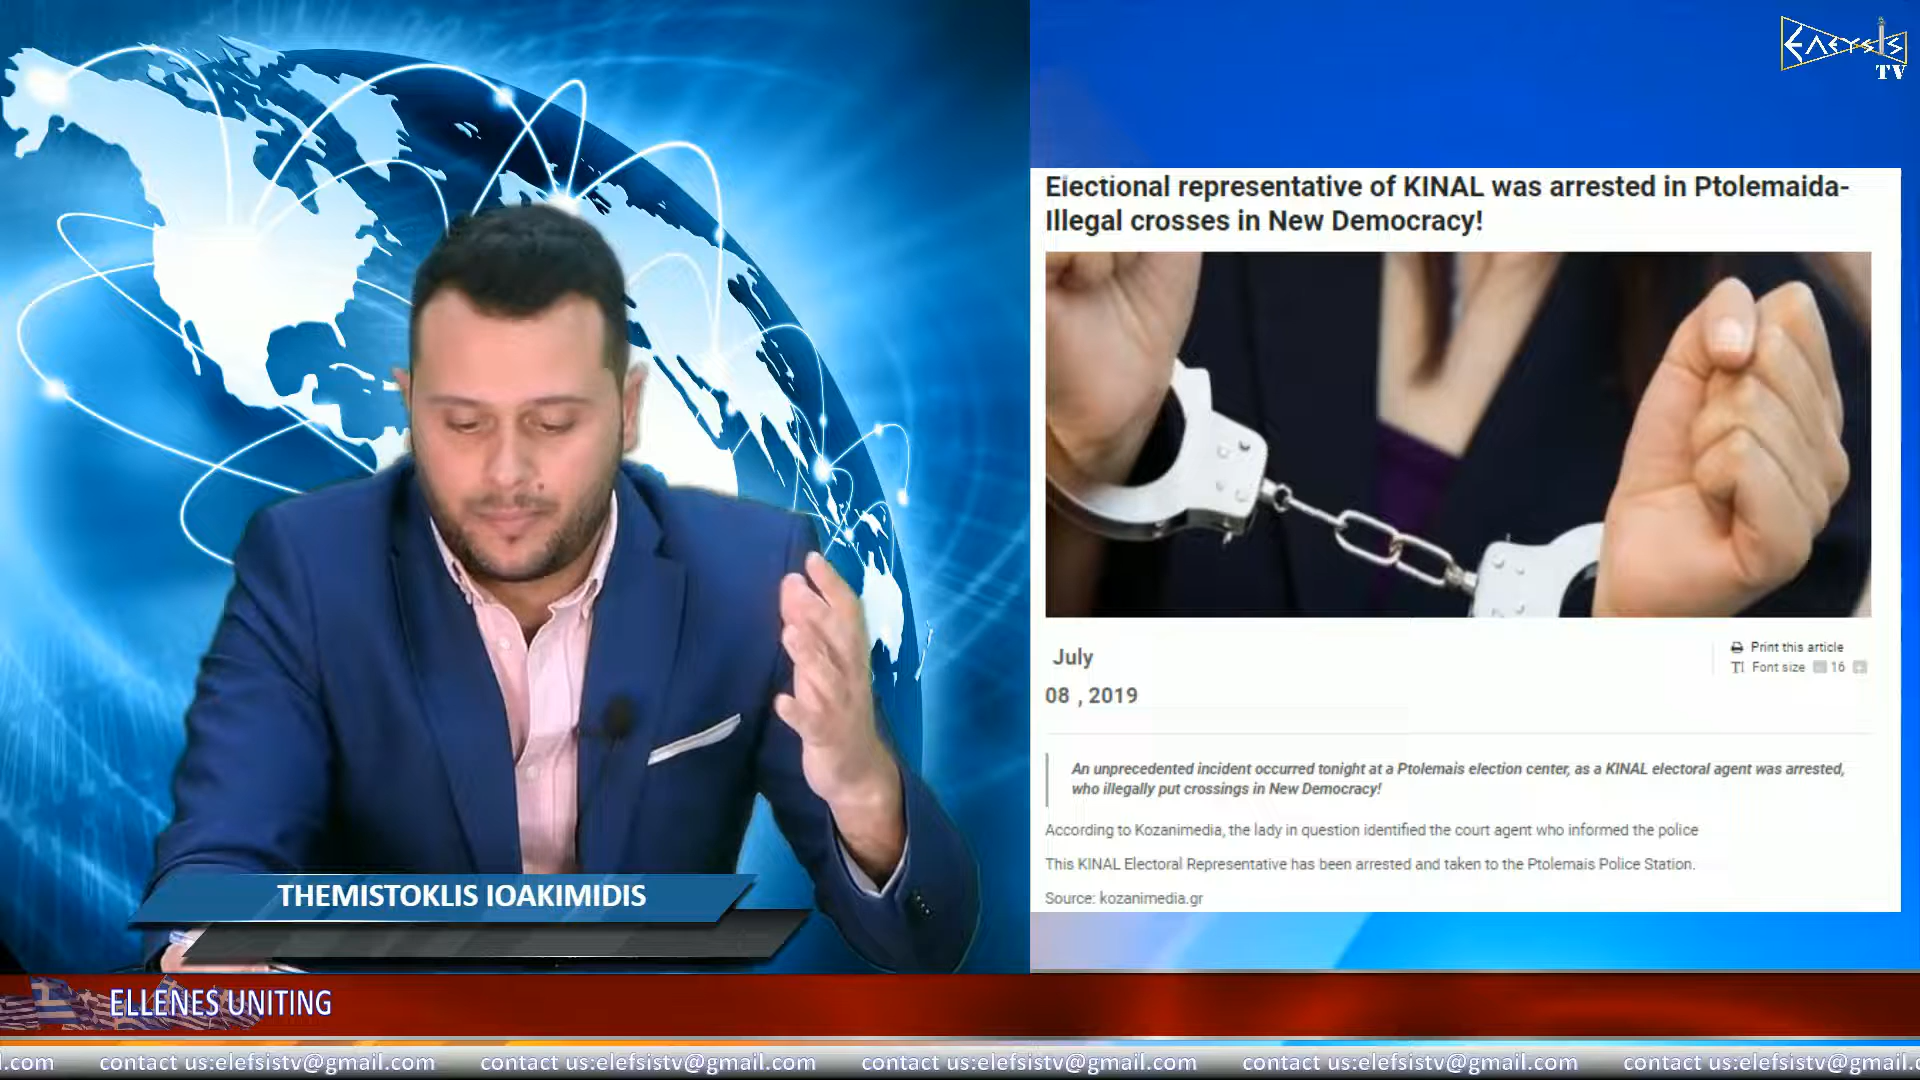 ΕΛΕΥSIS
TV
Electional representative of KINAL was arrested in Ptolemaida-
Illegal crosses in New Democracy!
July
08 , 2019
Print this article
Font size 16
An unprecedented incident occurred tonight at a Ptolemais election center, as a KINAL electoral agent was arrested,
who illegally put crossings in New Democracy!
According to Kozanimedia, the lady in question identified the court agent who informed the police
This KINAL Electoral Representative has been arrested and taken to the Ptolemais Police Station.
Source: kozanimedia.gr
THEMISTOKLIS IOAKIMIDIS
ELLENES UNITING
l.com contact us:elefsistv@gmail.com contact us:elefsistv@gmail.com contact us:elefsistv@gmail.com contact us:elefsistv@gmail.com contact us:elefsistv@gmail.c